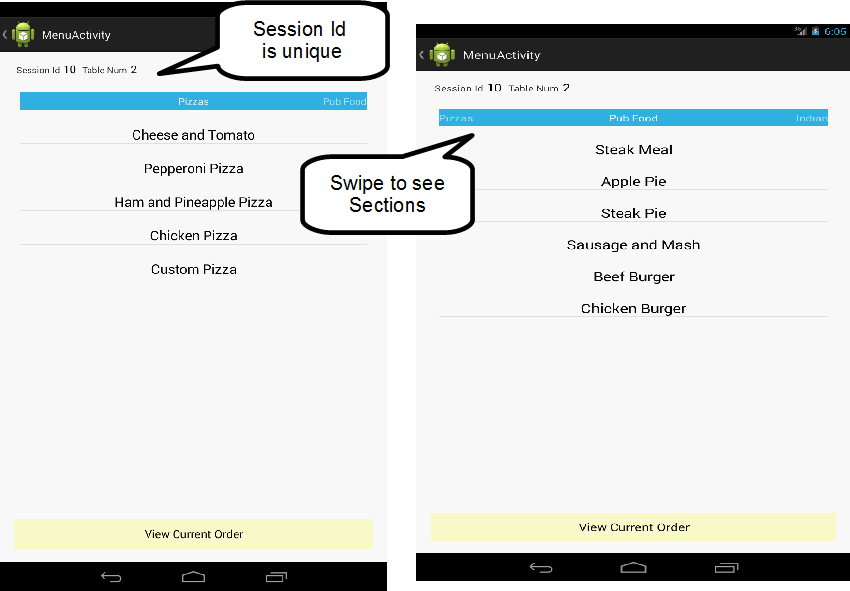 MenuActivity
Session Id
is unique
Session Id 10 Table Num 2
Pizzas Pub Food
Cheese and Tomato
Pepperoni Pizza
Ham and Pineapple Pizza
Chicken Pizza
Custom Pizza
View Current Order
6:05
MenuActivity
Session Id 10 Table Num 2
Pizzas Pub Food Indian
Swipe to see
Sections
Steak Meal
Apple Pie
Steak Pie
Sausage and Mash
Beef Burger
Chicken Burger
View Current Order